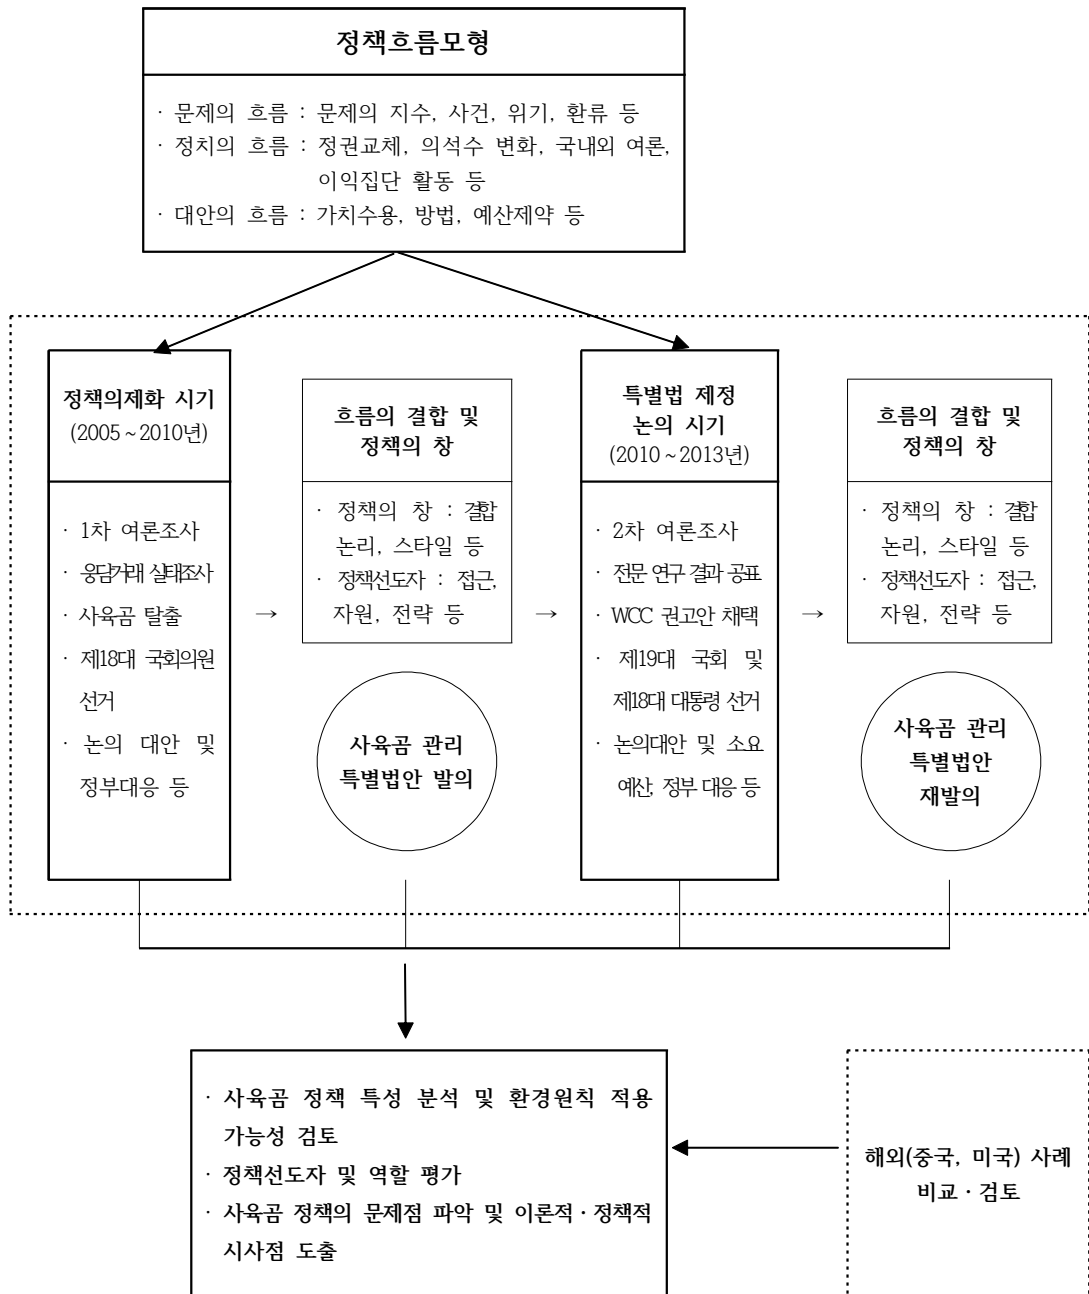 정책흐름모형
· 문제의 흐름 : 문제의 지수, 사건, 위기, 환류 등
· 정치의 흐름 : 정권교체, 의석수 변화, 국내외 여론,
이익집단 활동 등
· 대안의 흐름 : 가치수용, 방법, 예산제약 등
정책의제화 시기
(2005~2010년)
· 1차 여론조사
· 웅담거래 실태조사
· 사육곰 탈출
· 제18대 국회의원
선거
· 논의 대안 및
정부대응 등
→
흐름의 결합 및
정책의 창
· 정책의 창 : 결합
논리, 스타일 등
· 정책선도자 : 접근,
자원, 전략 등
사육곰 관리
특별법안 발의
→
특별법 제정
논의 시기
(2010~2013년)
· 2차 여론조사
· 전문 연구 결과 공표
· WCC 권고안 채택
· 제19대 국회 및
제18대 대통령 선거
· 논의대안 및 소요
예산, 정부 대응 등
→
흐름의 결합 및
정책의 창
· 정책의 창 : 결합
논리, 스타일 등
· 정책선도자 : 접근,
자원, 전략 등
사육곰 관리
특별법안
재발의
· 사육곰 정책 특성 분석 및 환경원칙 적용
가능성 검토
· 정책선도자 및 역할 평가
· 사육곰 정책의 문제점 파악 및 이론적·정책적
시사점 도출
해외(중국, 미국) 사례
비교·검토